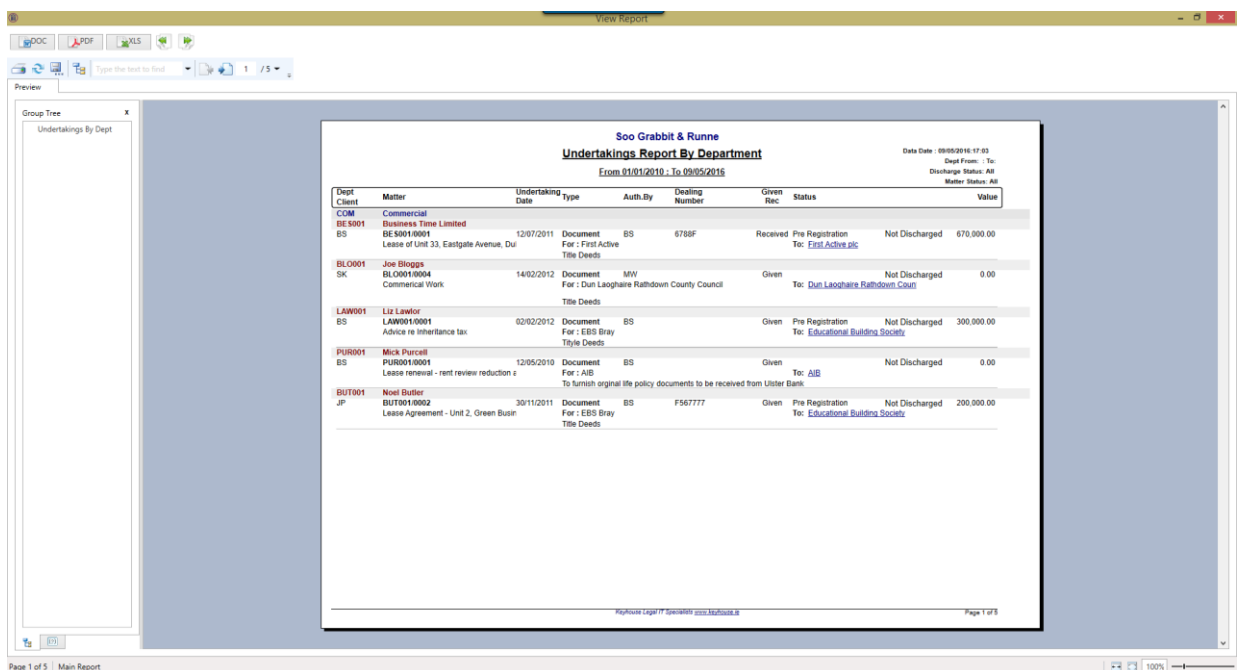 View Report
DOC PDF XLS
Type the text to find 1 /5
Preview
Group Tree x
Undertakings By Dept
Soo Grabbit & Runne
Undertakings Report By Department
From 01/01/2010 : To 09/05/2016
Data Date : 09/05/2016:17:03
Dept From: : To:
Discharge Status: All
Matter Status: All
Dept Client Matter Undertaking Date Type Auth.By Dealing Number Given Rec Status Value
COM Commercial
BES001 Business Time Limited
BS BES001/0001 12/07/2011 Document BS 6788F Received Pre Registration Not Discharged 670,000.00
Lease of Unit 33, Eastgate Avenue, Dul For : First Active To: First Active plc
Title Deeds
BLO001 Joe Bloggs
SK BLO001/0004 14/02/2012 Document MW Given Not Discharged 0.00
Commerical Work For : Dun Laoghaire Rathdown County Council To: Dun Laoghaire Rathdown Coun
Title Deeds
LAW001 Liz Lawlor
BS LAW001/0001 02/02/2012 Document BS Given Pre Registration Not Discharged 300,000.00
Advice re Inheritance tax For : EBS Bray To: Educational Building Society
Tityle Deeds
PUR001 Mick Purcell
BS PUR001/0001 12/05/2010 Document BS Given Not Discharged 0.00
Lease renewal - rent review reduction a For : AIB To: AIB
To furnish orginal life policy documents to be received from Ulster Bank
BUT001 Noel Butler
JP BUT001/0002 30/11/2011 Document BS F567777 Given Pre Registration Not Discharged 200,000.00
Lease Agreement - Unit 2, Green Busin For : EBS Bray To: Educational Building Society
Title Deeds
Keyhouse Legal IT Specialists www.keyhouse.ie Page 1 of 5
Page 1 of 5 Main Report 100%